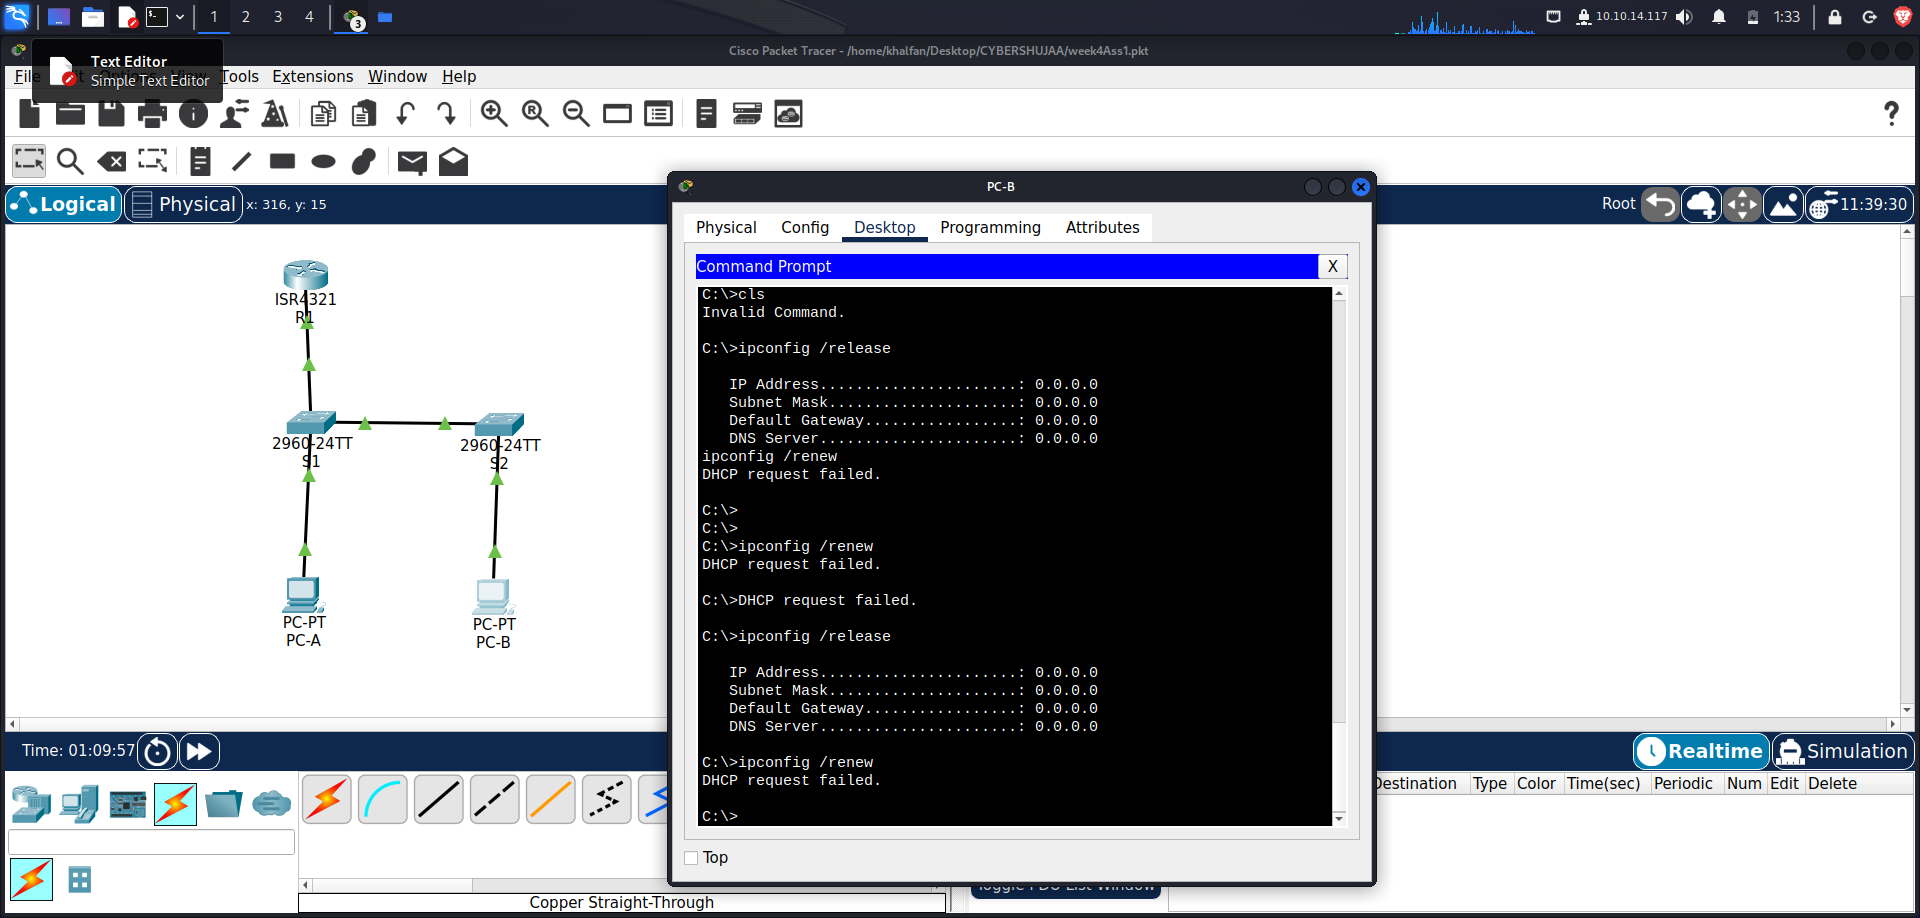 1 2 3 4 3
10.10.14.117 1:33
Cisco Packet Tracer - /home/khalfan/Desktop/CYBERSHUJAA/week4Ass1.pkt
Text Editor
Simple Text Editor
File Tools Extensions Window Help
Logical Physical x: 316, y: 15
Root 11:39:30
ISR4321
R1
2960-24TT
S1
2960-24TT
S2
PC-PT
PC-A
PC-PT
PC-B
PC-B
Physical Config Desktop Programming Attributes
Command Prompt X
C:\>cls
Invalid Command.
C:\>ipconfig /release
IP Address......................: 0.0.0.0
Subnet Mask.....................: 0.0.0.0
Default Gateway.................: 0.0.0.0
DNS Server......................: 0.0.0.0
ipconfig /renew
DHCP request failed.
C:\>
C:\>
C:\>ipconfig /renew
DHCP request failed.
C:\>DHCP request failed.
C:\>ipconfig /release
IP Address......................: 0.0.0.0
Subnet Mask.....................: 0.0.0.0
Default Gateway.................: 0.0.0.0
DNS Server......................: 0.0.0.0
C:\>ipconfig /renew
DHCP request failed.
C:\>
Top
Time: 01:09:57
Realtime Simulation
Destination Type Color Time(sec) Periodic Num Edit Delete
Toggle PDU List Window
Copper Straight-Through